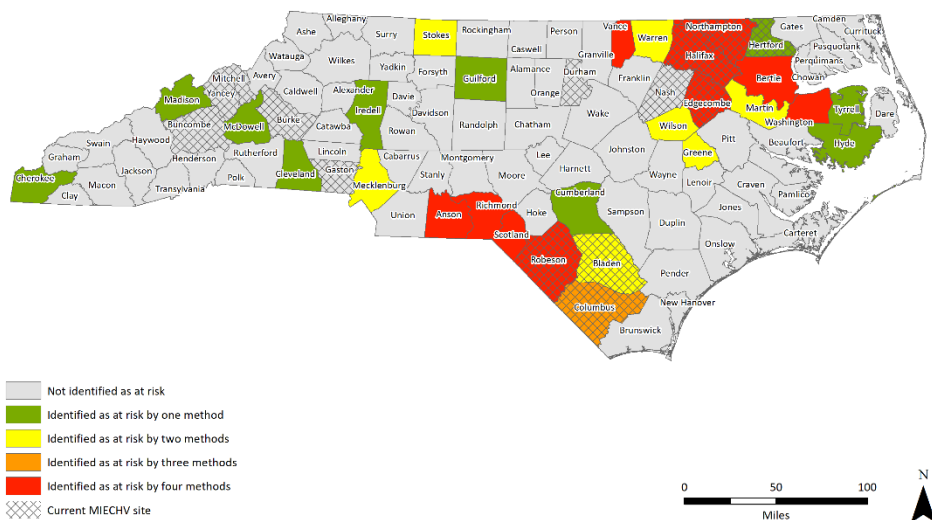 Alleghany
Ashe
Surry
Stokes
Rockingham
Caswell
Person
Granville
Vance
Warren
Northampton
Hertford
Gates
Camden
Currituck
Pasquotank
Perquimans
Chowan
Watauga
Wilkes
Yadkin
Forsyth
Guilford
Alamance
Orange
Durham
Franklin
Halifax
Bertie
Mitchell
Avery
Yancey
Madison
Caldwell
Alexander
Iredell
Davie
Davidson
Randolph
Chatham
Wake
Nash
Edgecombe
Martin
Washington
Tyrrell
Dare
Buncombe
McDowell
Burke
Catawba
Rowan
Wilson
Pitt
Beaufort
Hyde
Haywood
Swain
Graham
Cherokee
Clay
Macon
Jackson
Transylvania
Henderson
Polk
Rutherford
Cleveland
Lincoln
Gaston
Mecklenburg
Cabarrus
Stanly
Montgomery
Moore
Lee
Harnett
Johnston
Wayne
Greene
Lenoir
Craven
Pamlico
Jones
Carteret
Union
Anson
Richmond
Scotland
Hoke
Cumberland
Sampson
Duplin
Onslow
Robeson
Bladen
Pender
Columbus
New Hanover
Brunswick
Not identified as at risk
Identified as at risk by one method
Identified as at risk by two methods
Identified as at risk by three methods
Identified as at risk by four methods
Current MIECHV site
0 50 100
Miles
N